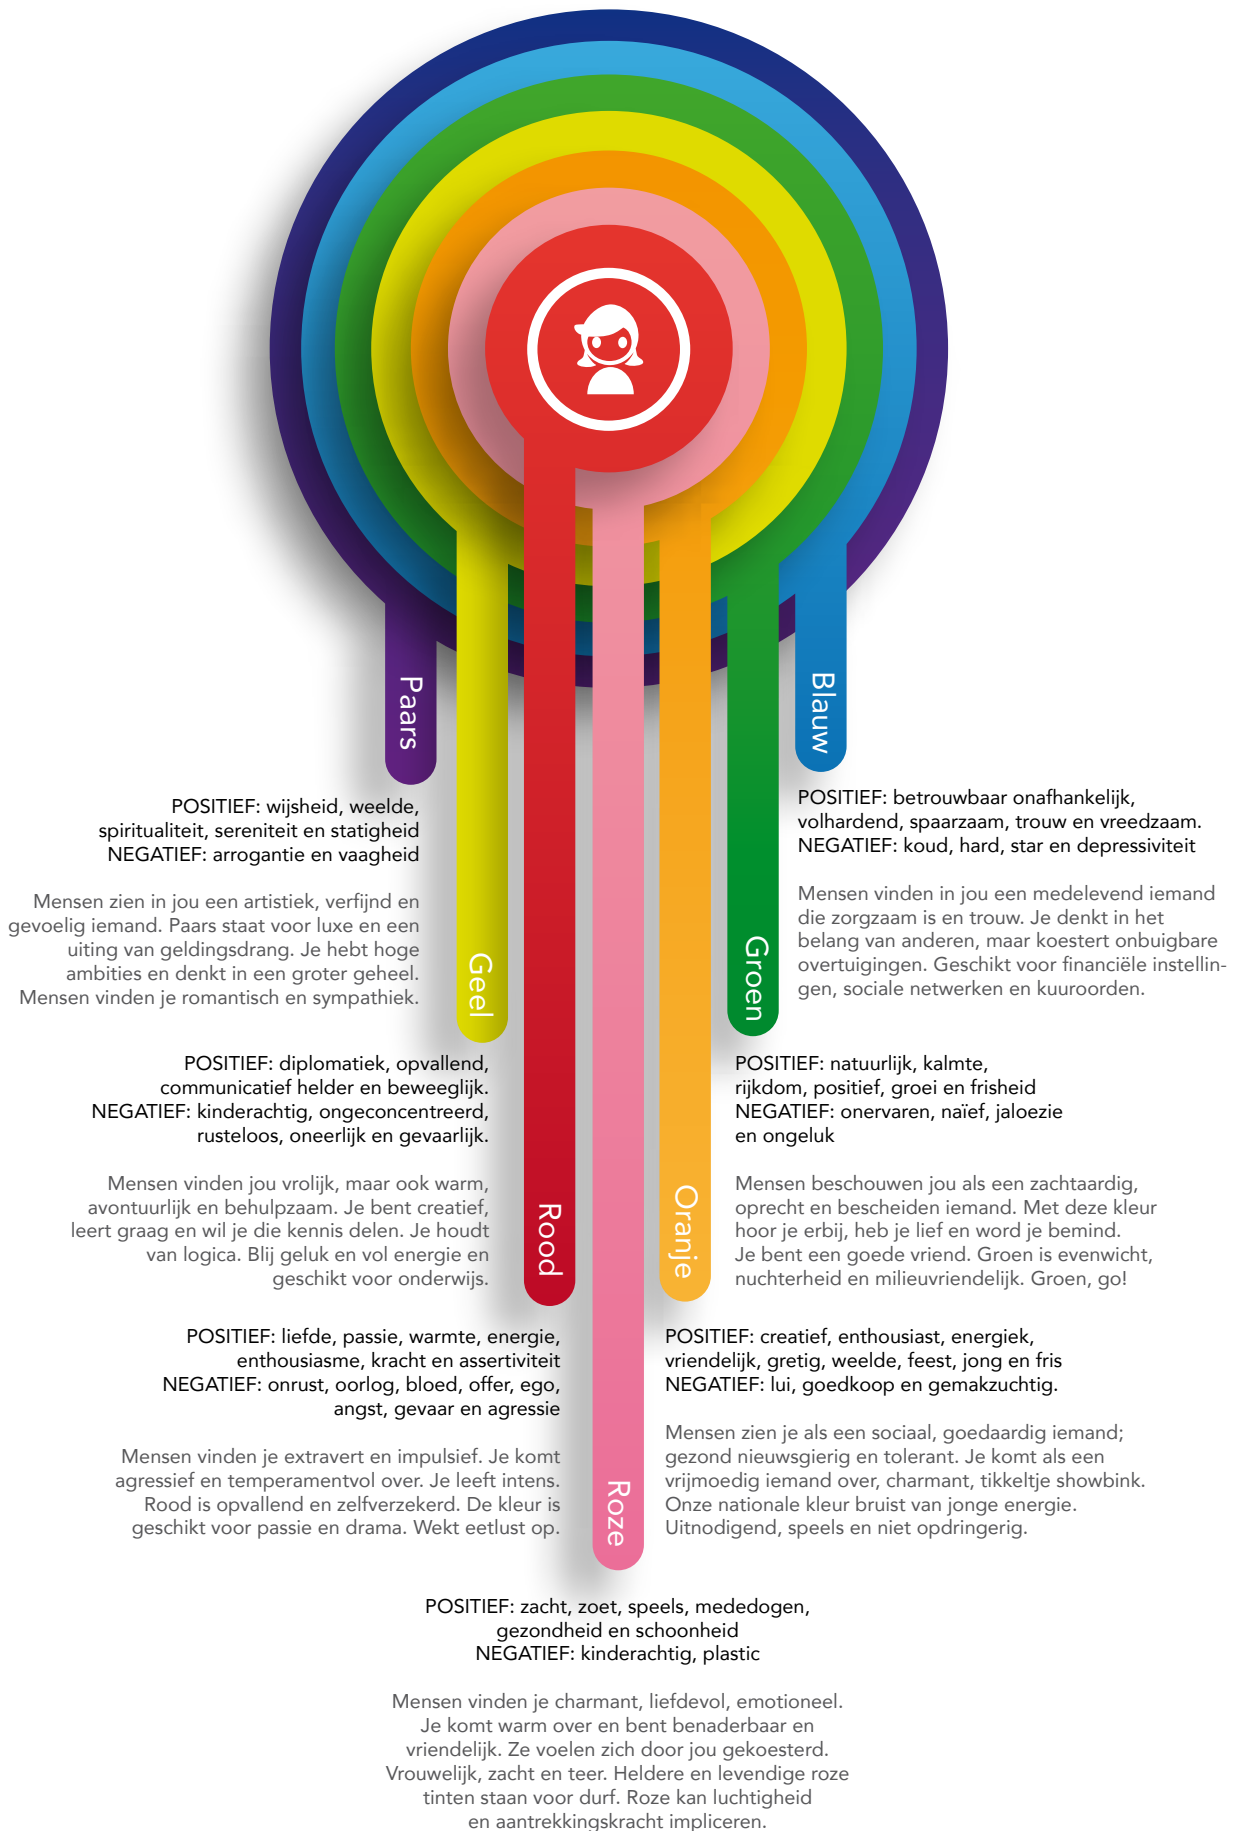 Paars
POSITIEF: wijsheid, weelde,
spiritualiteit, sereniteit en statigheid
NEGATIEF: arrogantie en vaagheid
Mensen zien in jou een artistiek, verfijnd en
gevoelig iemand. Paars staat voor luxe en een
uiting van geldingsdrang. Je hebt hoge
ambities en denkt in een groter geheel.
Mensen vinden je romantisch en sympathiek.
Blauw
POSITIEF: betrouwbaar onafhankelijk,
volhardend, spaarzaam, trouw en vreedzaam.
NEGATIEF: koud, hard, star en depressiviteit
Mensen vinden in jou een medelevend iemand
die zorgzaam is en trouw. Je denkt in het
belang van anderen, maar koestert onbuigbare
overtuigingen. Geschikt voor financiële instellin-
gen, sociale netwerken en kuuroorden.
Geel
POSITIEF: diplomatiek, opvallend,
communicatief helder en beweeglijk.
NEGATIEF: kinderachtig, ongeconcentreerd,
rusteloos, oneerlijk en gevaarlijk.
Mensen vinden jou vrolijk, maar ook warm,
avontuurlijk en behulpzaam. Je bent creatief,
leert graag en wil je die kennis delen. Je houdt
van logica. Blij geluk en vol energie en
geschikt voor onderwijs.
Groen
POSITIEF: natuurlijk, kalmte,
rijkdom, positief, groei en frisheid
NEGATIEF: onervaren, naïef, jaloezie
en ongeluk
Mensen beschouwen jou als een zachtaardig,
oprecht en bescheiden iemand. Met deze kleur
hoor je erbij, heb je lief en word je bemind.
Je bent een goede vriend. Groen is evenwicht,
nuchterheid en milieuvriendelijk. Groen, go!
Rood
POSITIEF: liefde, passie, warmte, energie,
enthousiasme, kracht en assertiviteit
NEGATIEF: onrust, oorlog, bloed, offer, ego,
angst, gevaar en agressie
Mensen vinden je extravert en impulsief. Je komt
agressief en temperamentvol over. Je leeft intens.
Rood is opvallend en zelfverzekerd. De kleur is
geschikt voor passie en drama. Wekt eetlust op.
Oranje
POSITIEF: creatief, enthousiast, energiek,
vriendelijk, gretig, weelde, feest, jong en fris
NEGATIEF: lui, goedkoop en gemakzuchtig.
Mensen zien je als een sociaal, goedaardig iemand;
gezond nieuwsgierig en tolerant. Je komt als een
vrijmoedig iemand over, charmant, tikkeltje showbink.
Onze nationale kleur bruist van jonge energie.
Uitnodigend, speels en niet opdringerig.
Roze
POSITIEF: zacht, zoet, speels, mededogen,
gezondheid en schoonheid
NEGATIEF: kinderachtig, plastic
Mensen vinden je charmant, liefdevol, emotioneel.
Je komt warm over en bent benaderbaar en
vriendelijk. Ze voelen zich door jou gekoesterd.
Vrouwelijk, zacht en teer. Heldere en levendige roze
tinten staan voor durf. Roze kan luchtigheid
en aantrekkingskracht impliceren.